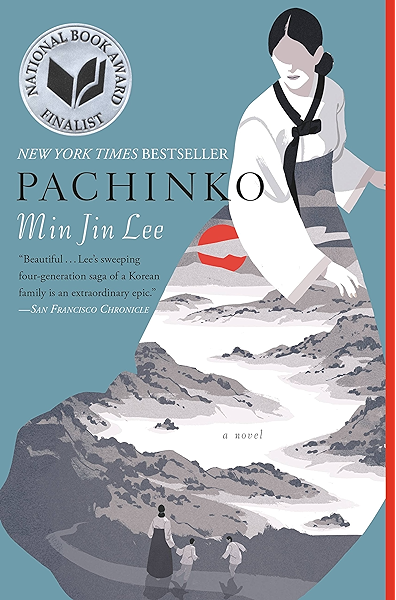 NATIONAL BOOK AWARD
FINALIST
NEW YORK TIMES BESTSELLER
PACHINKO
Min Jin Lee
“Beautiful . . . Lee’s sweeping
four-generation saga of a Korean
family is an extraordinary epic.”
—SAN FRANCISCO CHRONICLE
a novel